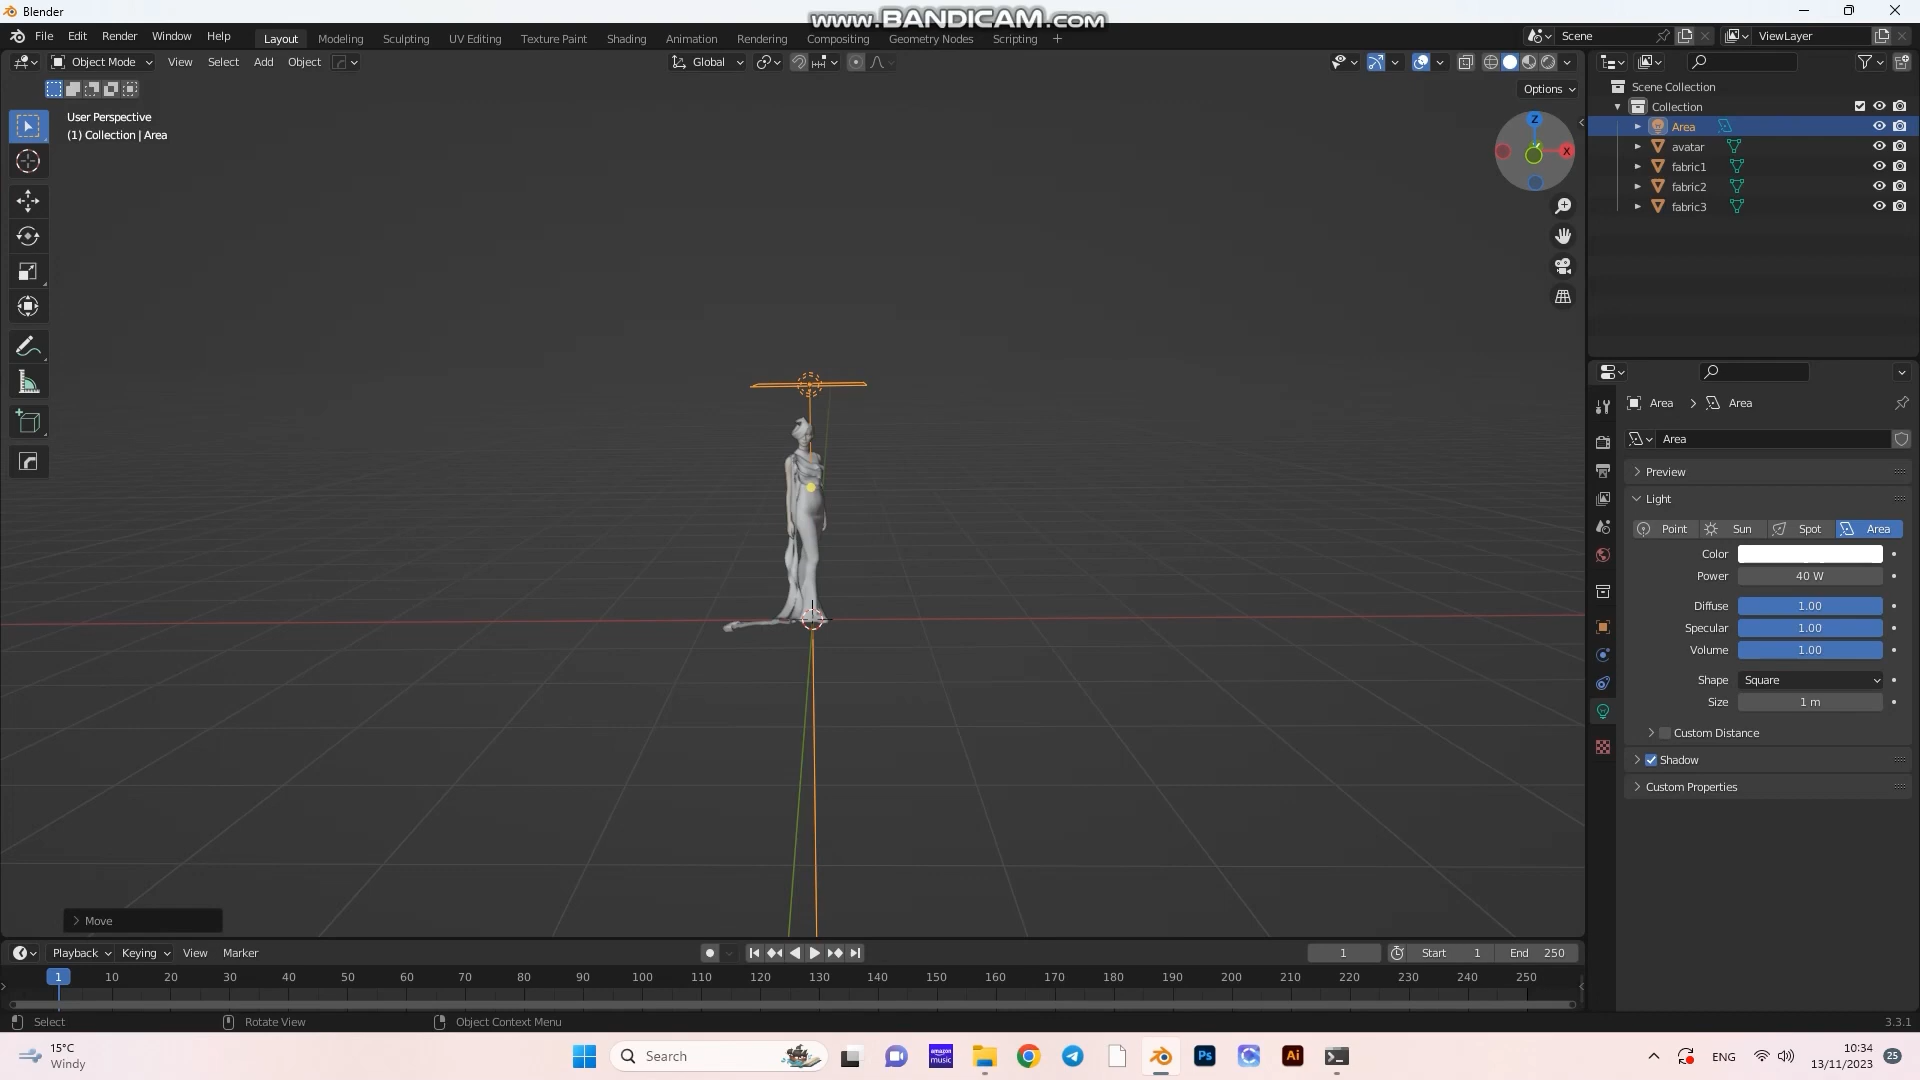 Blender
www.BANDICAM.com
File Edit Render Window Help
Layout Modeling Sculpting UV Editing Texture Paint Shading Animation Rendering Compositing Geometry Nodes Scripting +
Scene
ViewLayer
Object Mode View Select Add Object
Global
Options
User Perspective
(1) Collection | Area
Z
X
Scene Collection
Collection
Area
avatar
fabric1
fabric2
fabric3
Area > Area
Area
Preview
Light
Point Sun Spot Area
Color
Power 40 W
Diffuse 1.00
Specular 1.00
Volume 1.00
Shape Square
Size 1 m
Custom Distance
Shadow
Custom Properties
Move
Playback Keying View Marker
1 Start 1 End 250
1 10 20 30 40 50 60 70 80 90 100 110 120 130 140 150 160 170 180 190 200 210 220 230 240 250
Select Rotate View Object Context Menu
3.3.1
15°C
Windy
Search
amazon music
Ps
Ai
ENG
10:34
13/11/2023
25